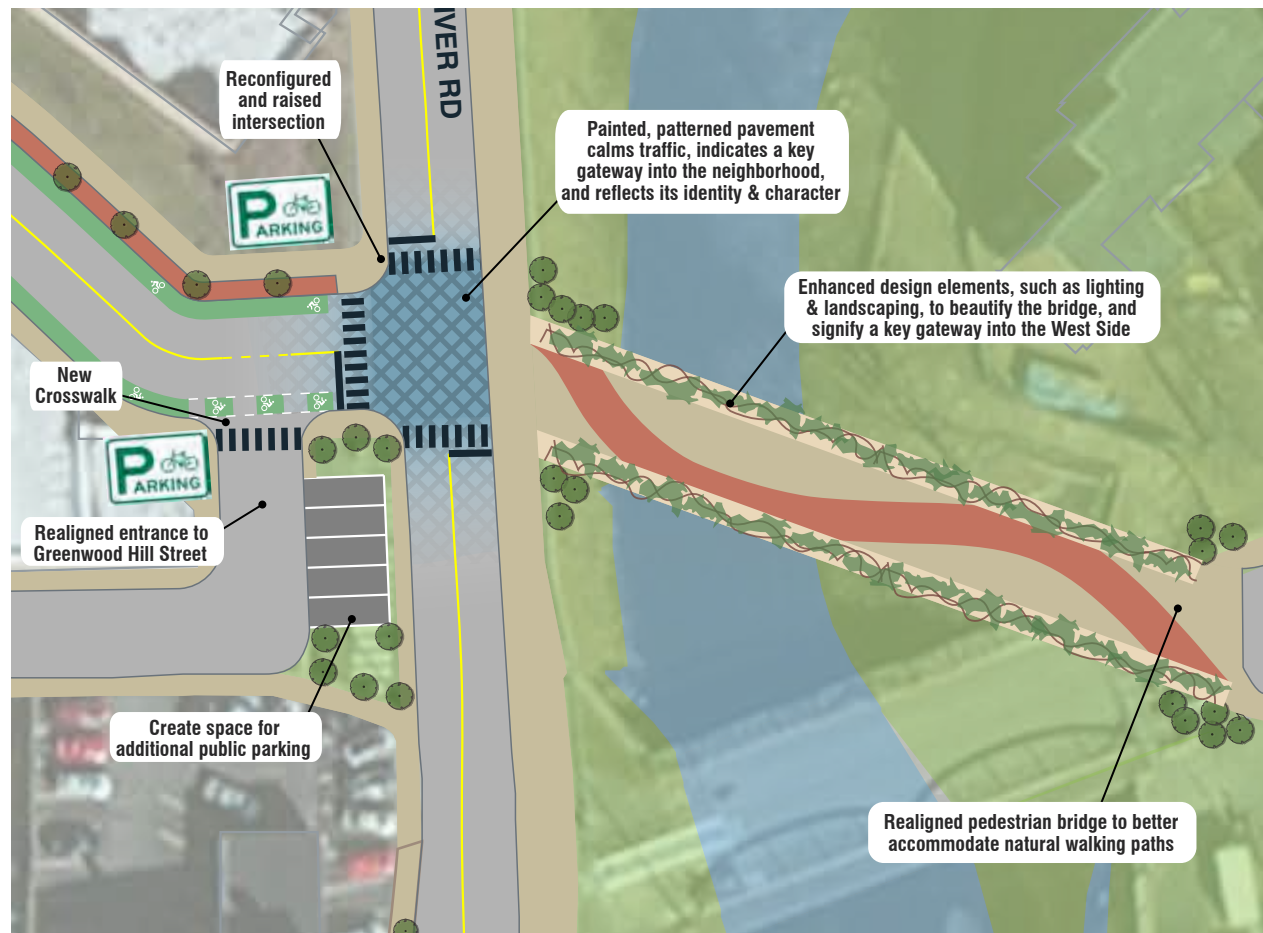 IVER RD
Reconfigured
and raised
intersection
Painted, patterned pavement
calms traffic, indicates a key
gateway into the neighborhood,
and reflects its identity & character
P
ARKING
Enhanced design elements, such as lighting
& landscaping, to beautify the bridge, and
signify a key gateway into the West Side
New
Crosswalk
P
ARKING
Realigned entrance to
Greenwood Hill Street
Create space for
additional public parking
Realigned pedestrian bridge to better
accommodate natural walking paths